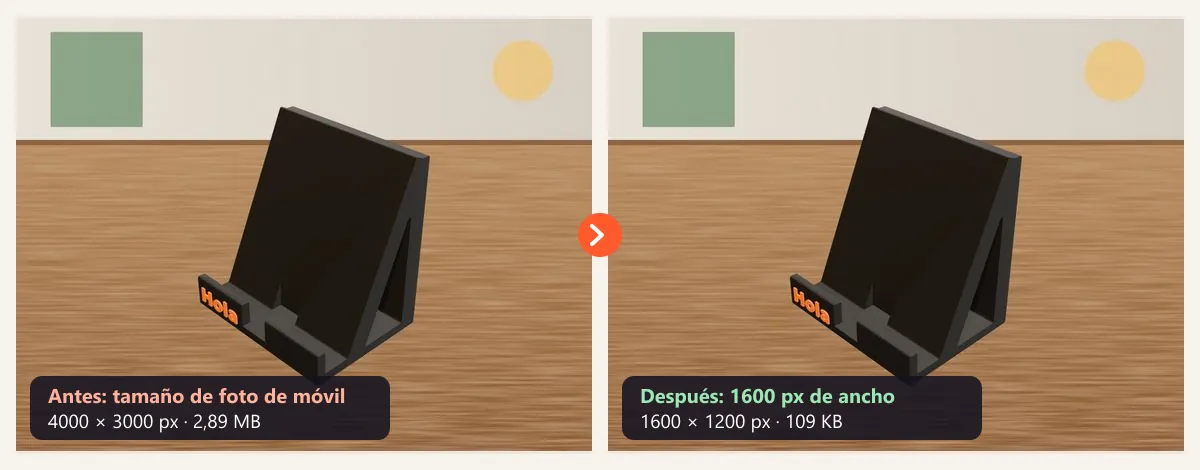 Hola
Antes: tamaño de foto de móvil
4000 × 3000 px · 2,89 MB
Hola
Después: 1600 px de ancho
1600 × 1200 px · 109 KB